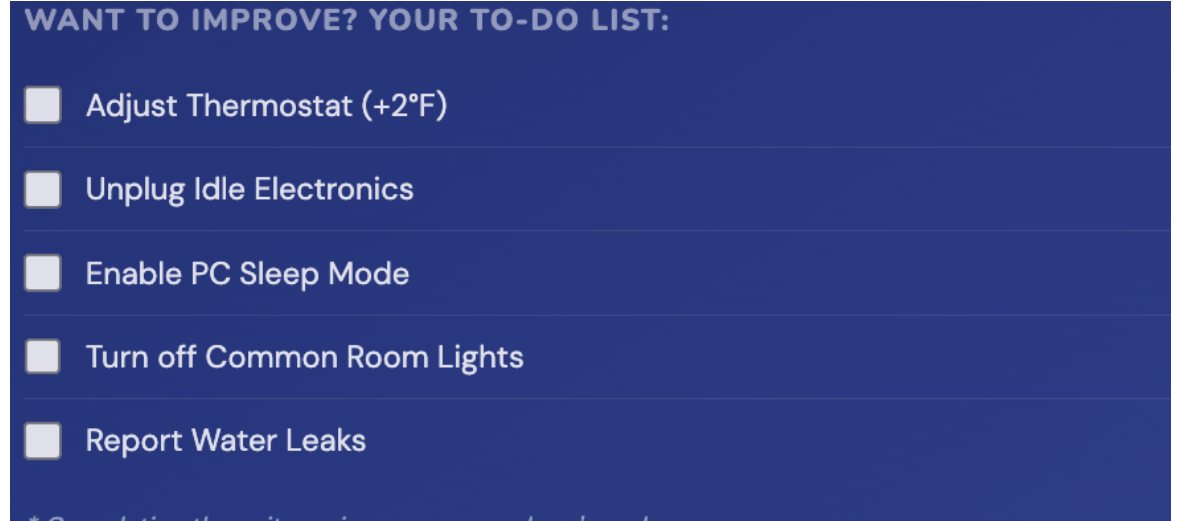 WANT TO IMPROVE? YOUR TO-DO LIST:
Adjust Thermostat (+2°F)
Unplug Idle Electronics
Enable PC Sleep Mode
Turn off Common Room Lights
Report Water Leaks